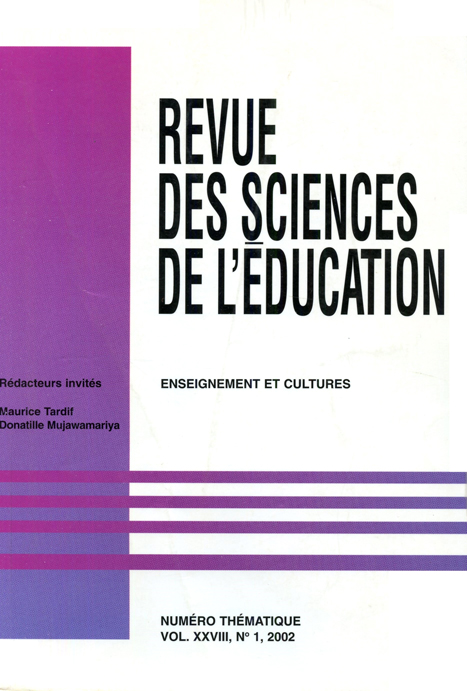 REVUE
DES SCIENCES
DE L'ÉDUCATION
Rédacteurs invités
Maurice Tardif
Donatille Mujawamariya
ENSEIGNEMENT ET CULTURES
NUMÉRO THÉMATIQUE
VOL. XXVIII, Nº 1, 2002